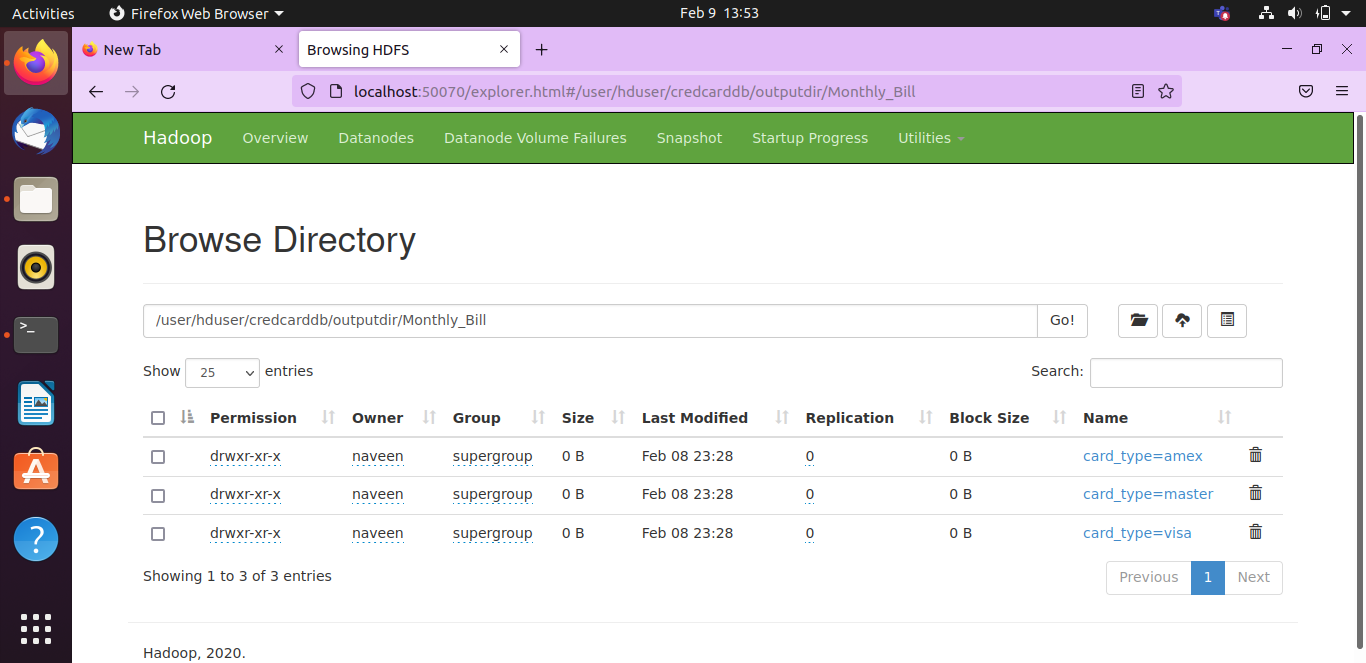 Activities Firefox Web Browser Feb 9 13:53
New Tab Browsing HDFS
localhost:50070/explorer.html#/user/hduser/credcarddb/outputdir/Monthly_Bill
Hadoop Overview Datanodes Datanode Volume Failures Snapshot Startup Progress Utilities
Browse Directory
/user/hduser/credcarddb/outputdir/Monthly_Bill Go!
Show 25 entries Search:
Permission Owner Group Size Last Modified Replication Block Size Name
drwxr-xr-x naveen supergroup 0 B Feb 08 23:28 0 0 B card_type=amex
drwxr-xr-x naveen supergroup 0 B Feb 08 23:28 0 0 B card_type=master
drwxr-xr-x naveen supergroup 0 B Feb 08 23:28 0 0 B card_type=visa
Showing 1 to 3 of 3 entries Previous 1 Next
Hadoop, 2020.